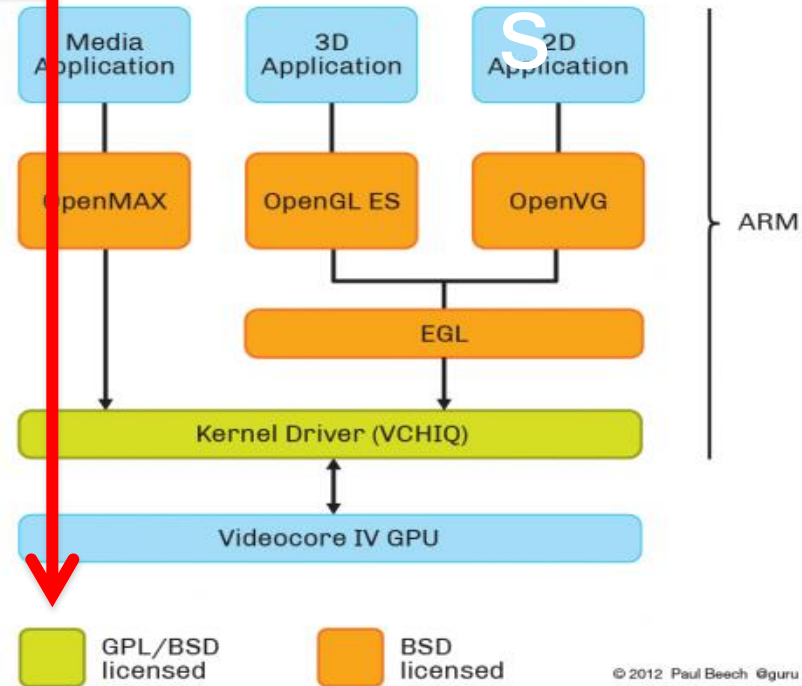 Media
Application
3D
Application
S
2D
Application
OpenMAX
OpenGL ES
OpenVG
ARM
EGL
Kernel Driver (VCHIQ)
Videocore IV GPU
GPL/BSD
licensed
BSD
licensed
© 2012 Paul Beech @guru